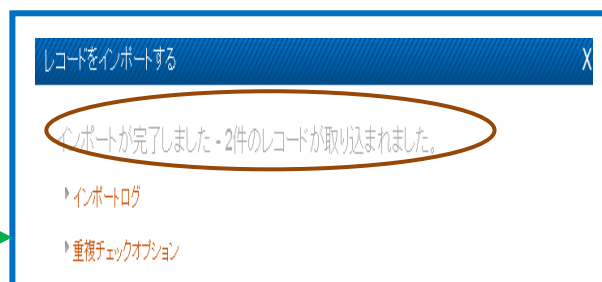 レコードをインポートする X
インポートが完了しました - 2件のレコードが取り込まれました。
インポートログ
重複チェックオプション